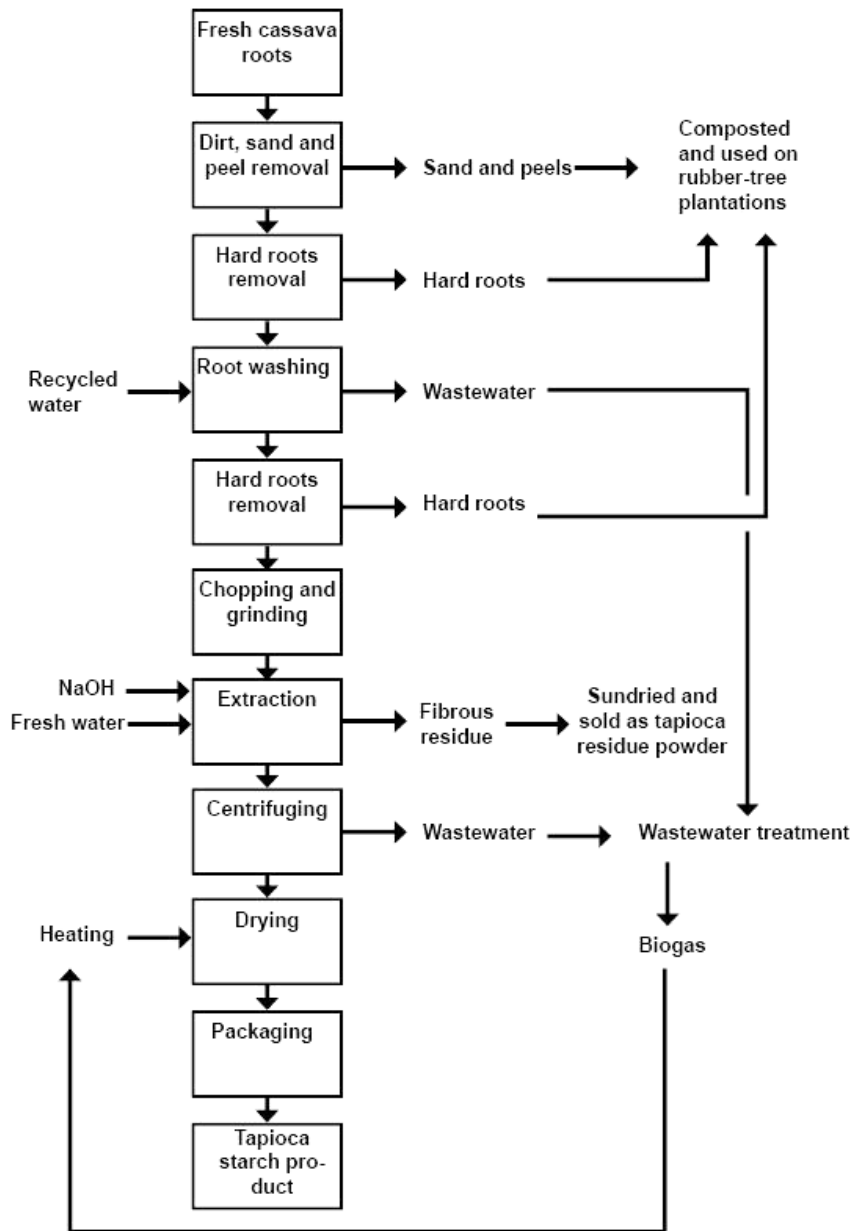 Fresh cassava
roots
Dirt, sand and
peel removal
Sand and peels
Composted
and used on
rubber-tree
plantations
Hard roots
removal
Hard roots
Recycled
water
Root washing
Wastewater
Hard roots
removal
Hard roots
Chopping and
grinding
NaOH
Fresh water
Extraction
Fibrous
residue
Sundried and
sold as tapioca
residue powder
Centrifuging
Wastewater
Wastewater treatment
Heating
Drying
Biogas
Packaging
Tapioca
starch pro-
duct